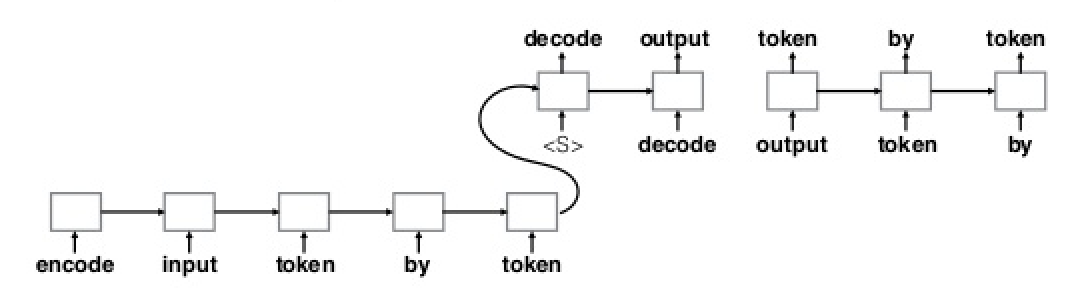 decode output token by token
<S> decode output token by
encode input token by token